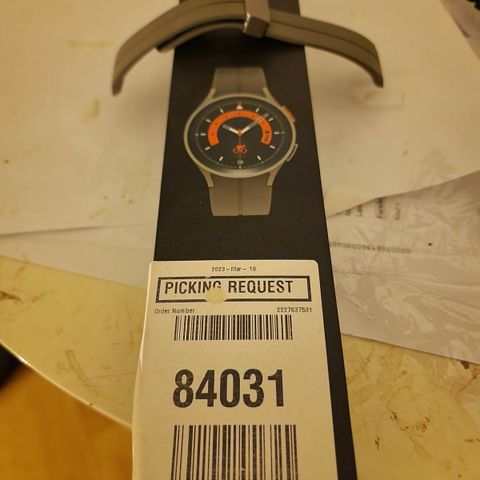 2023-Mar-19
PICKING REQUEST
Order Number 2227637531
84031